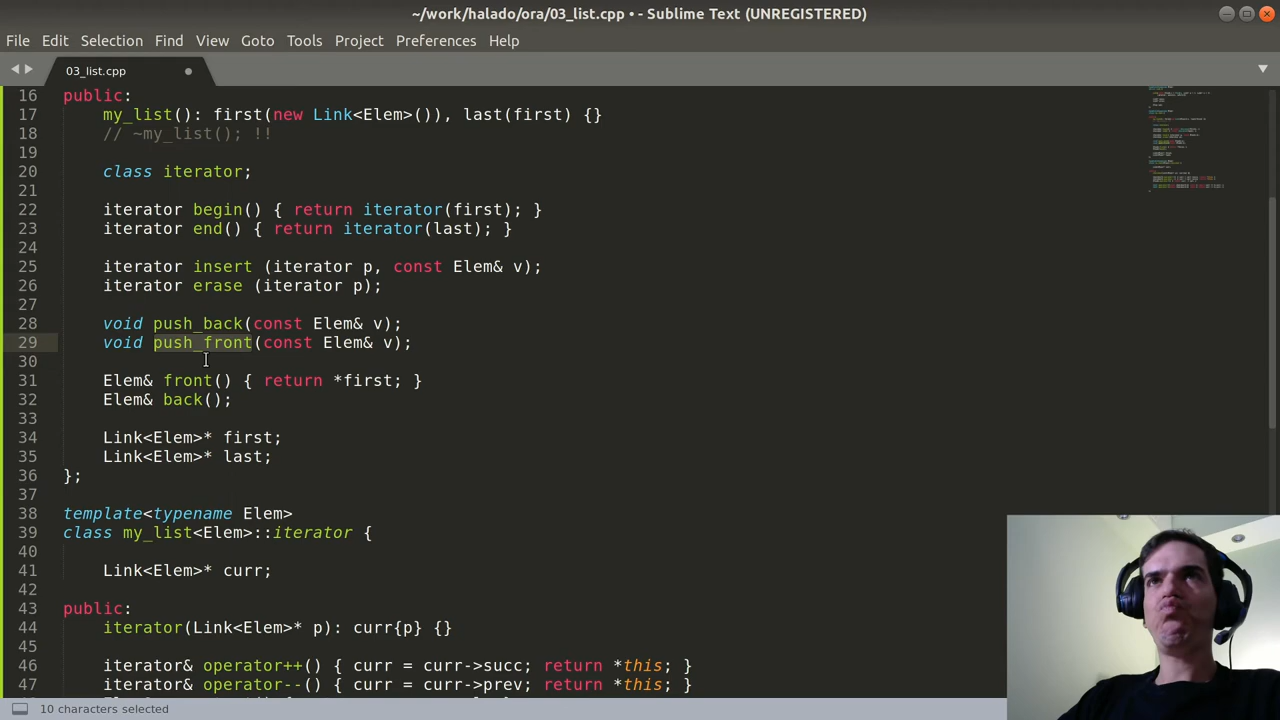 ~/work/halado/ora/03_list.cpp • - Sublime Text (UNREGISTERED)
File Edit Selection Find View Goto Tools Project Preferences Help
03_list.cpp
16 public:
17 my_list(): first(new Link<Elem>()), last(first) {}
18 // ~my_list(); !!
19
20 class iterator;
21
22 iterator begin() { return iterator(first); }
23 iterator end() { return iterator(last); }
24
25 iterator insert (iterator p, const Elem& v);
26 iterator erase (iterator p);
27
28 void push_back(const Elem& v);
29 void push_front(const Elem& v);
30
31 Elem& front() { return *first; }
32 Elem& back();
33
34 Link<Elem>* first;
35 Link<Elem>* last;
36 };
37
38 template<typename Elem>
39 class my_list<Elem>::iterator {
40
41 Link<Elem>* curr;
42
43 public:
44 iterator(Link<Elem>* p): curr{p} {}
45
46 iterator& operator++() { curr = curr->succ; return *this; }
47 iterator& operator--() { curr = curr->prev; return *this; }
10 characters selected